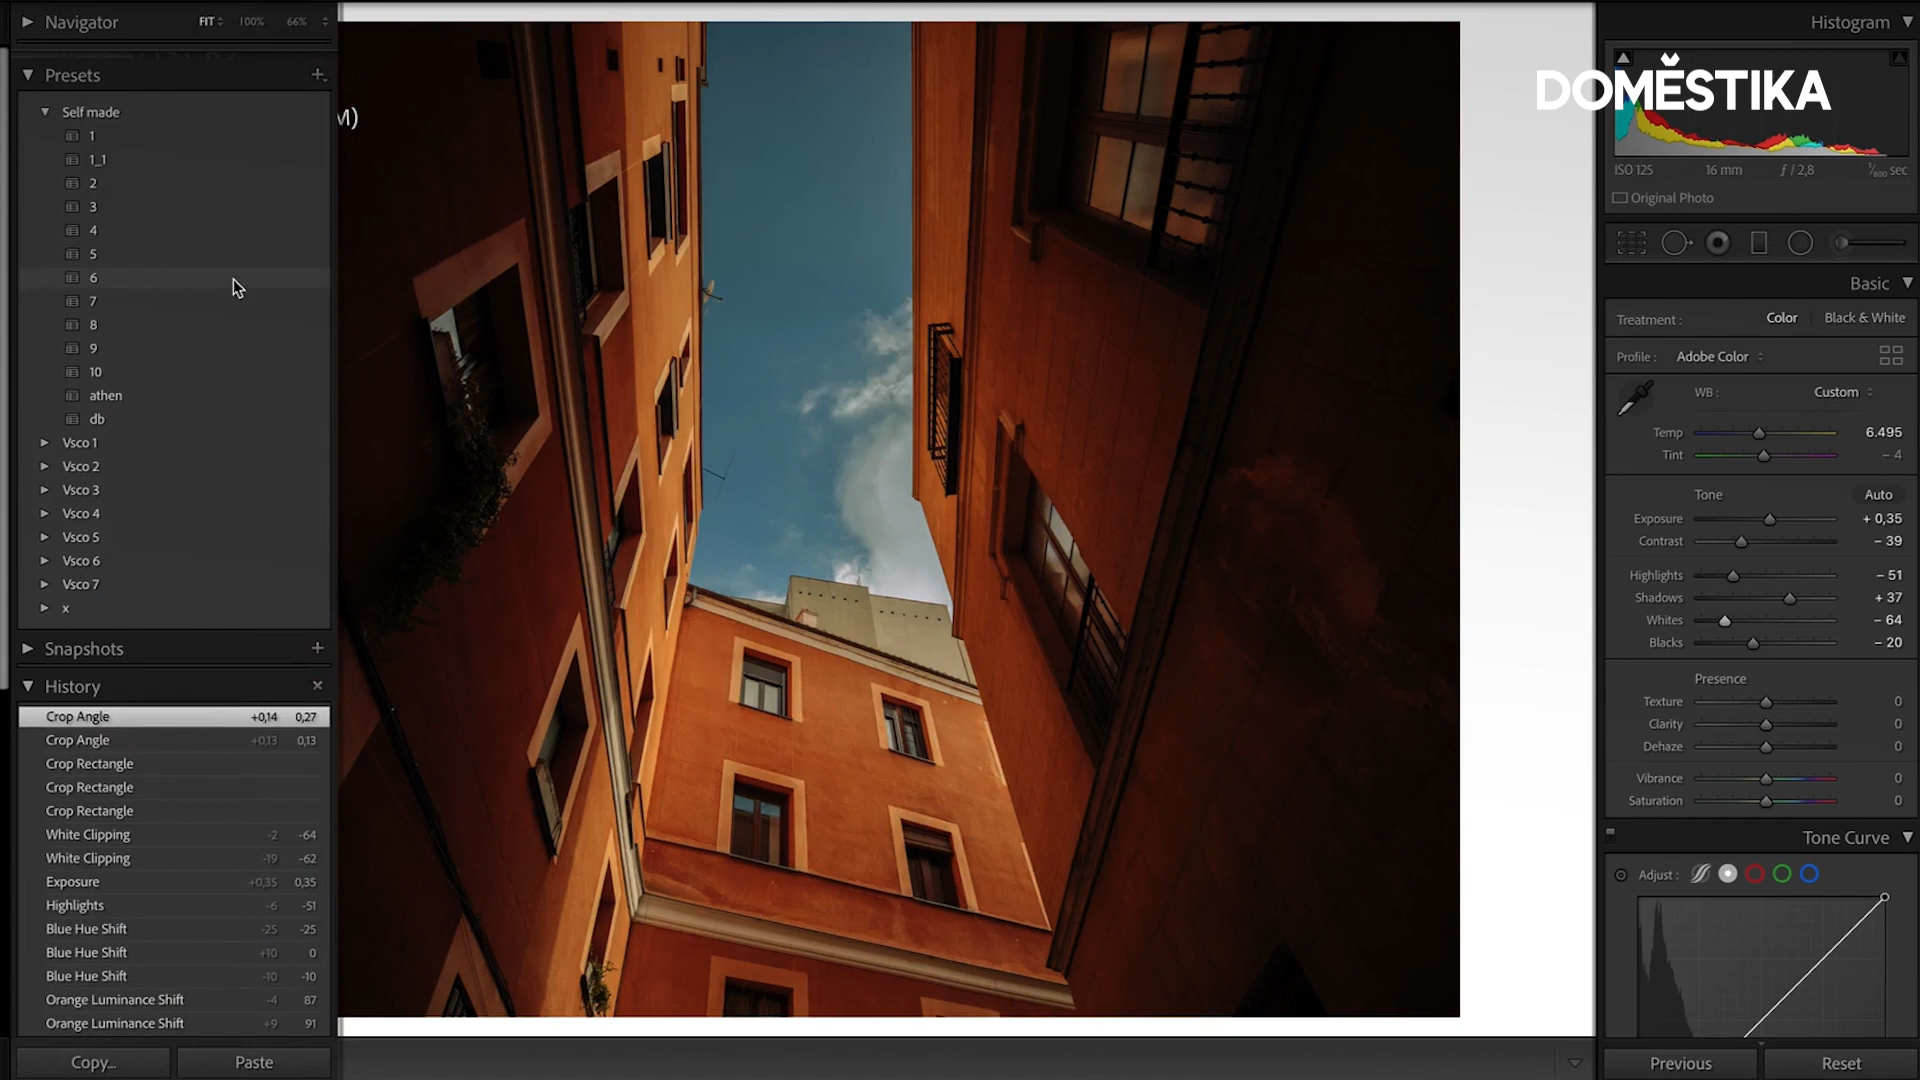 Navigator
FIT
100%
66%
Presets
Self made
1
1_1
2
3
4
5
6
7
8
9
10
athen
db
Vsco 1
Vsco 2
Vsco 3
Vsco 4
Vsco 5
Vsco 6
Vsco 7
x
Snapshots
History
Crop Angle +0,14 0,27
Crop Angle +0,13 0,13
Crop Rectangle
Crop Rectangle
Crop Rectangle
White Clipping -2 -64
White Clipping -19 -62
Exposure +0,35 0,35
Highlights -6 -51
Blue Hue Shift -25 -25
Blue Hue Shift +10 0
Blue Hue Shift -10 -10
Orange Luminance Shift -4 87
Orange Luminance Shift +9 91
Copy...
Paste
M)
Histogram
DOMĚSTIKA
ISO 125 16 mm ƒ / 2,8 1/800 sec
Original Photo
Basic
Treatment : Color Black & White
Profile : Adobe Color
WB : Custom
Temp 6.495
Tint – 4
Tone Auto
Exposure + 0,35
Contrast – 39
Highlights – 51
Shadows + 37
Whites – 64
Blacks – 20
Presence
Texture 0
Clarity 0
Dehaze 0
Vibrance 0
Saturation 0
Tone Curve
Adjust :
Previous
Reset